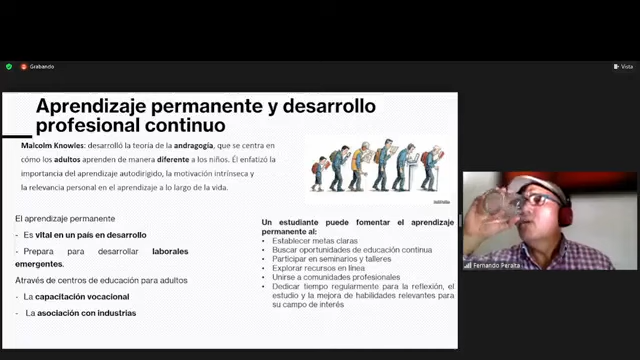 Grabando
Vista
Aprendizaje permanente y desarrollo
profesional continuo
Malcolm Knowles: desarrolló la teoría de la andragogía, que se centra en
cómo los adultos aprenden de manera diferente a los niños. Él enfatizó la
importancia del aprendizaje autodirigido, la motivación intrínseca y
la relevancia personal en el aprendizaje a lo largo de la vida.
El aprendizaje permanente
- Es vital en un país en desarrollo
- Prepara para desarrollar laborales
emergentes.
Através de centros de educación para adultos
- La capacitación vocacional
- La asociación con industrias
Un estudiante puede fomentar el aprendizaje
permanente al:
• Establecer metas claras
• Buscar oportunidades de educación continua
• Participar en seminarios y talleres
• Explorar recursos en línea
• Unirse a comunidades profesionales
• Dedicar tiempo regularmente para la reflexión, el
estudio y la mejora de habilidades relevantes para
su campo de interés
Fernando Peralta